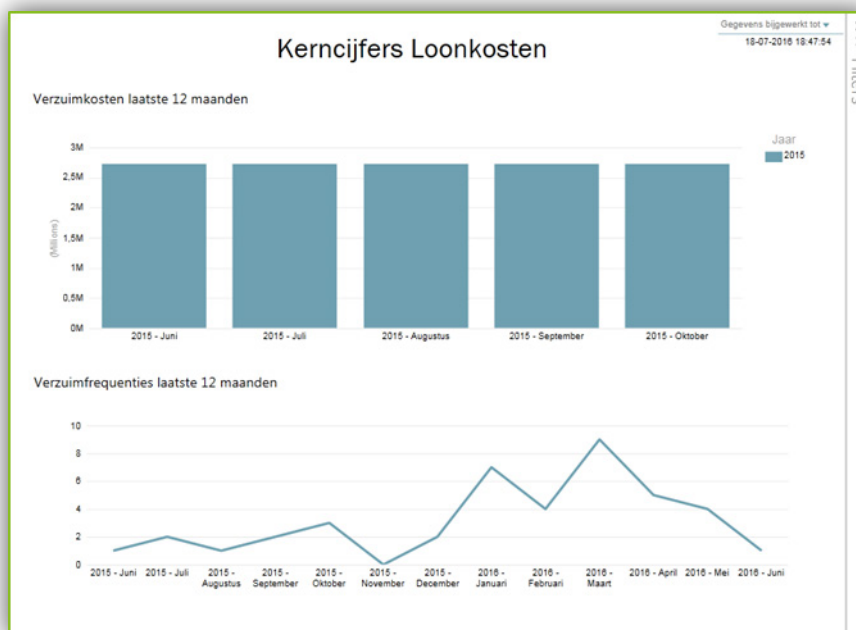 Gegevens bijgewerkt tot
18-07-2016 18:47:54
Kerncijfers Loonkosten
Verzuimkosten laatste 12 maanden
Jaar
2015
(Millions)
3M
2,5M
2M
1,5M
1M
0,5M
0M
2015 - Juni
2015 - Juli
2015 - Augustus
2015 - September
2015 - Oktober
Verzuimfrequenties laatste 12 maanden
10
8
6
4
2
0
2015 - Juni
2015 - Juli
2015 -
Augustus
2015 -
September
2015 -
Oktober
2015 -
November
2015 -
December
2016 -
Januari
2016 -
Februari
2016 -
Maart
2016 - April
2016 - Mei
2016 - Juni